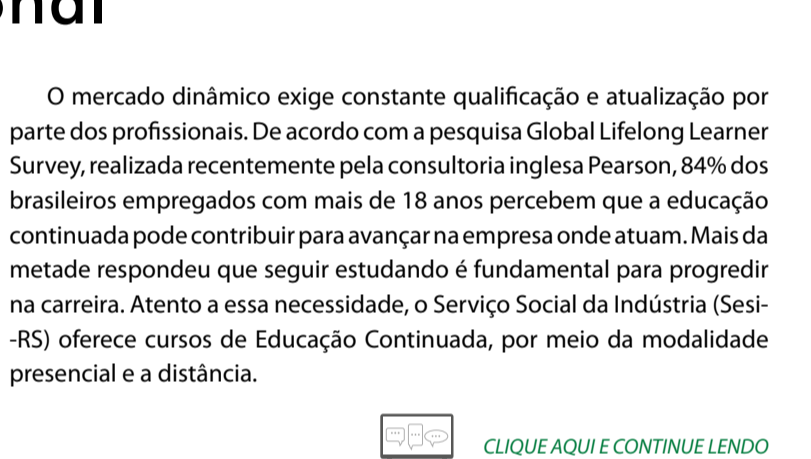 O mercado dinâmico exige constante qualificação e atualização por
parte dos profissionais. De acordo com a pesquisa Global Lifelong Learner
Survey, realizada recentemente pela consultoria inglesa Pearson, 84% dos
brasileiros empregados com mais de 18 anos percebem que a educação
continuada pode contribuir para avançar na empresa onde atuam. Mais da
metade respondeu que seguir estudando é fundamental para progredir
na carreira. Atento a essa necessidade, o Serviço Social da Indústria (Sesi-
-RS) oferece cursos de Educação Continuada, por meio da modalidade
presencial e a distância.
CLIQUE AQUI E CONTINUE LENDO